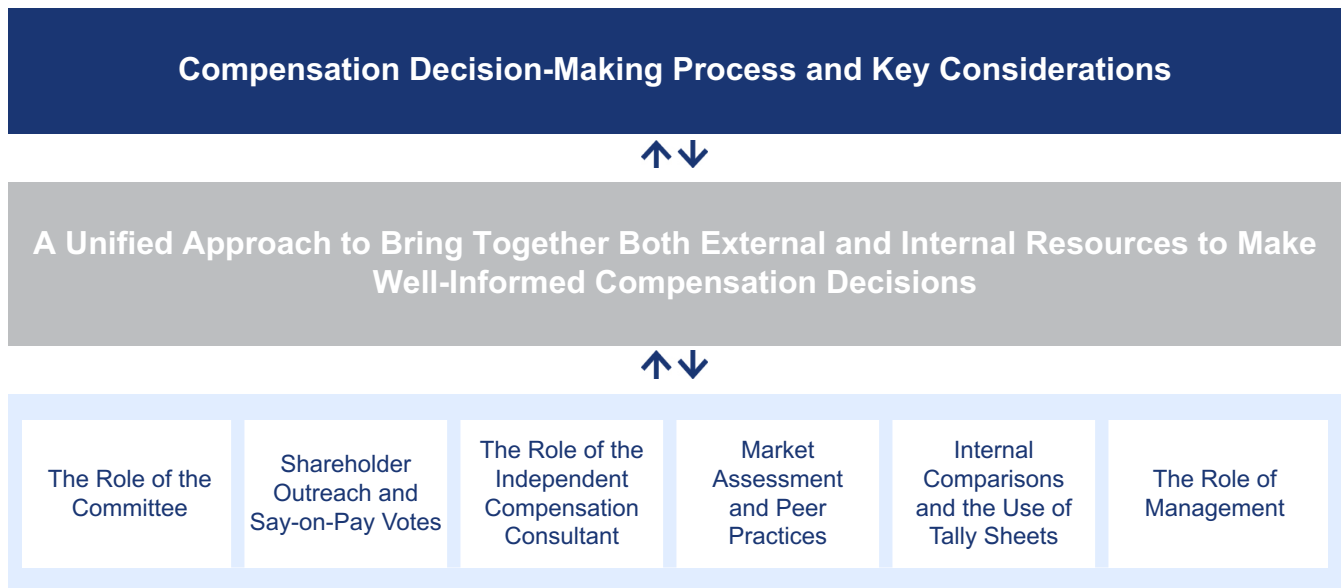 Compensation Decision-Making Process and Key Considerations
A Unified Approach to Bring Together Both External and Internal Resources to Make
Well-Informed Compensation Decisions
The Role of the
Committee
Shareholder
Outreach and
Say-on-Pay Votes
The Role of the
Independent
Compensation
Consultant
Market
Assessment
and Peer
Practices
Internal
Comparisons
and the Use of
Tally Sheets
The Role of
Management